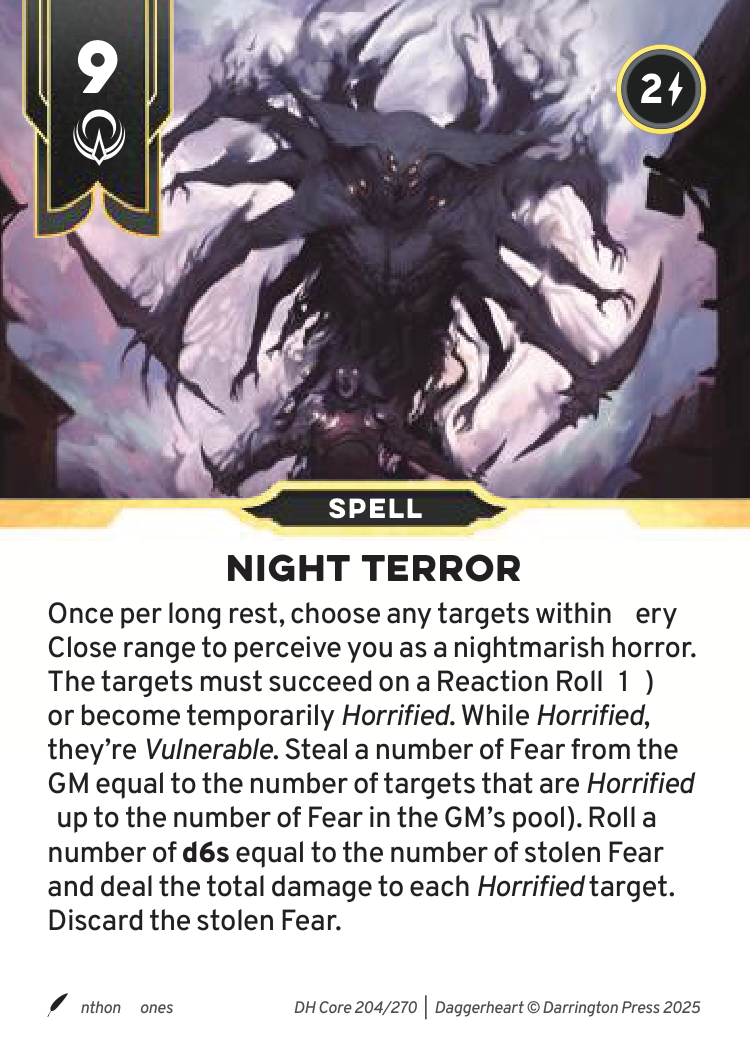 9
2
SPELL
NIGHT TERROR
Once per long rest, choose any targets within ery
Close range to perceive you as a nightmarish horror.
The targets must succeed on a Reaction Roll 1 )
or become temporarily Horrified. While Horrified,
they’re Vulnerable. Steal a number of Fear from the
GM equal to the number of targets that are Horrified
up to the number of Fear in the GM’s pool). Roll a
number of d6s equal to the number of stolen Fear
and deal the total damage to each Horrified target.
Discard the stolen Fear.
nthon ones
DH Core 204/270 | Daggerheart © Darrington Press 2025